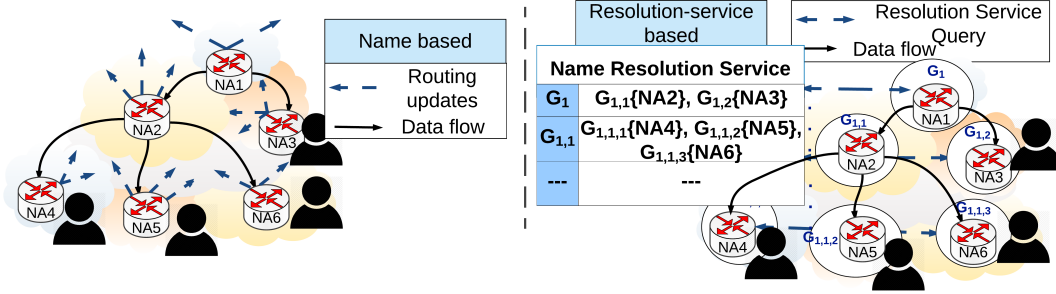 Name based
Routing
updates
Data flow
NA1
NA2
NA3
NA4
NA5
NA6
Resolution-service
based
Resolution Service
Query
Data flow
Name Resolution Service
G1 G1,1{NA2}, G1,2{NA3}
G1,1 G1,1,1{NA4}, G1,1,2{NA5},
G1,1,3{NA6}
--- ---
G1
NA1
G1,1
NA2
G1,2
NA3
NA4
G1,1,2
NA5
G1,1,3
NA6